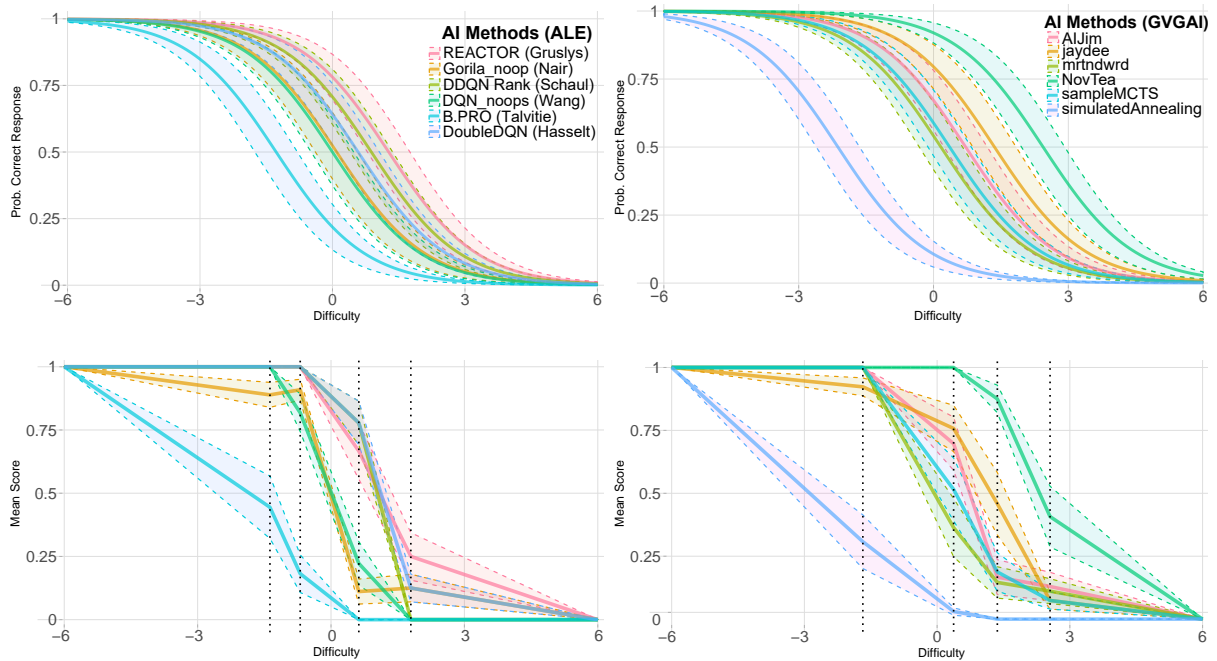 AI Methods (ALE)
REACTOR (Gruslys)
Gorila_noop (Nair)
DDQN Rank (Schaul)
DQN_noops (Wang)
B.PRO (Talvitie)
DoubleDQN (Hasselt)
Prob. Correct Response
1
0.75
0.5
0.25
0
−6
−3
0
3
6
Difficulty
AI Methods (GVGAI)
AIJim
jaydee
mrtndwrd
NovTea
sampleMCTS
simulatedAnnealing
Prob. Correct Response
1
0.75
0.5
0.25
0
−6
−3
0
3
6
Difficulty
Mean Score
1
0.75
0.5
0.25
0
−6
−3
0
3
6
Difficulty
Mean Score
1
0.75
0.5
0.25
0
−6
−3
0
3
6
Difficulty